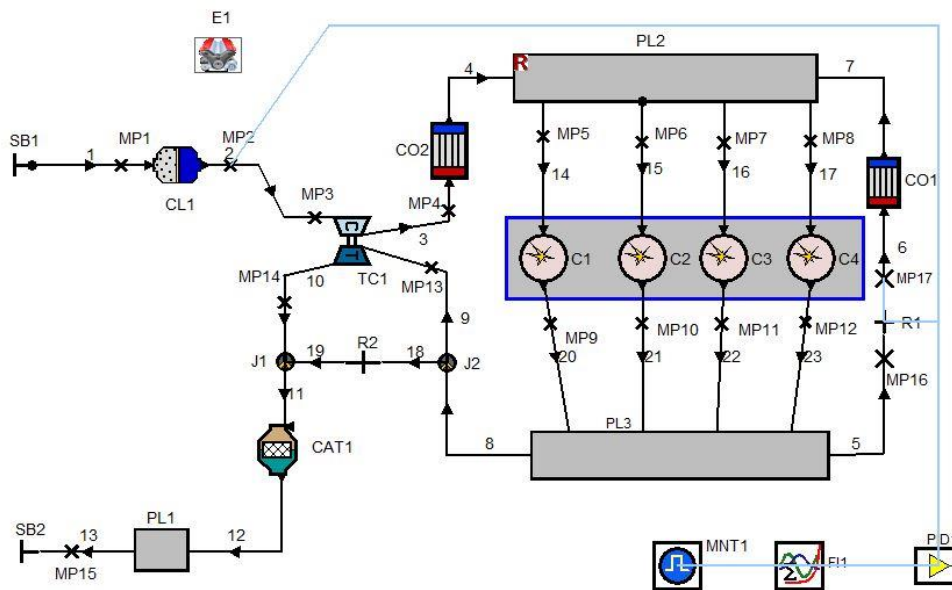 E1
PL2
R
4
7
SB1
MP1
MP2
1
2
CL1
CO2
MP5
MP6
MP7
MP8
14
15
16
17
CO1
MP3
C
T
MP4
3
TC1
MP14
10
MP13
C1
C2
C3
C4
6
MP17
9
MP9
MP10
MP11
MP12
R1
J1
19
R2
18
J2
20
21
22
23
MP16
11
CAT1
PL3
8
5
SB2
13
PL1
12
MP15
MNT1
Σ
FI1